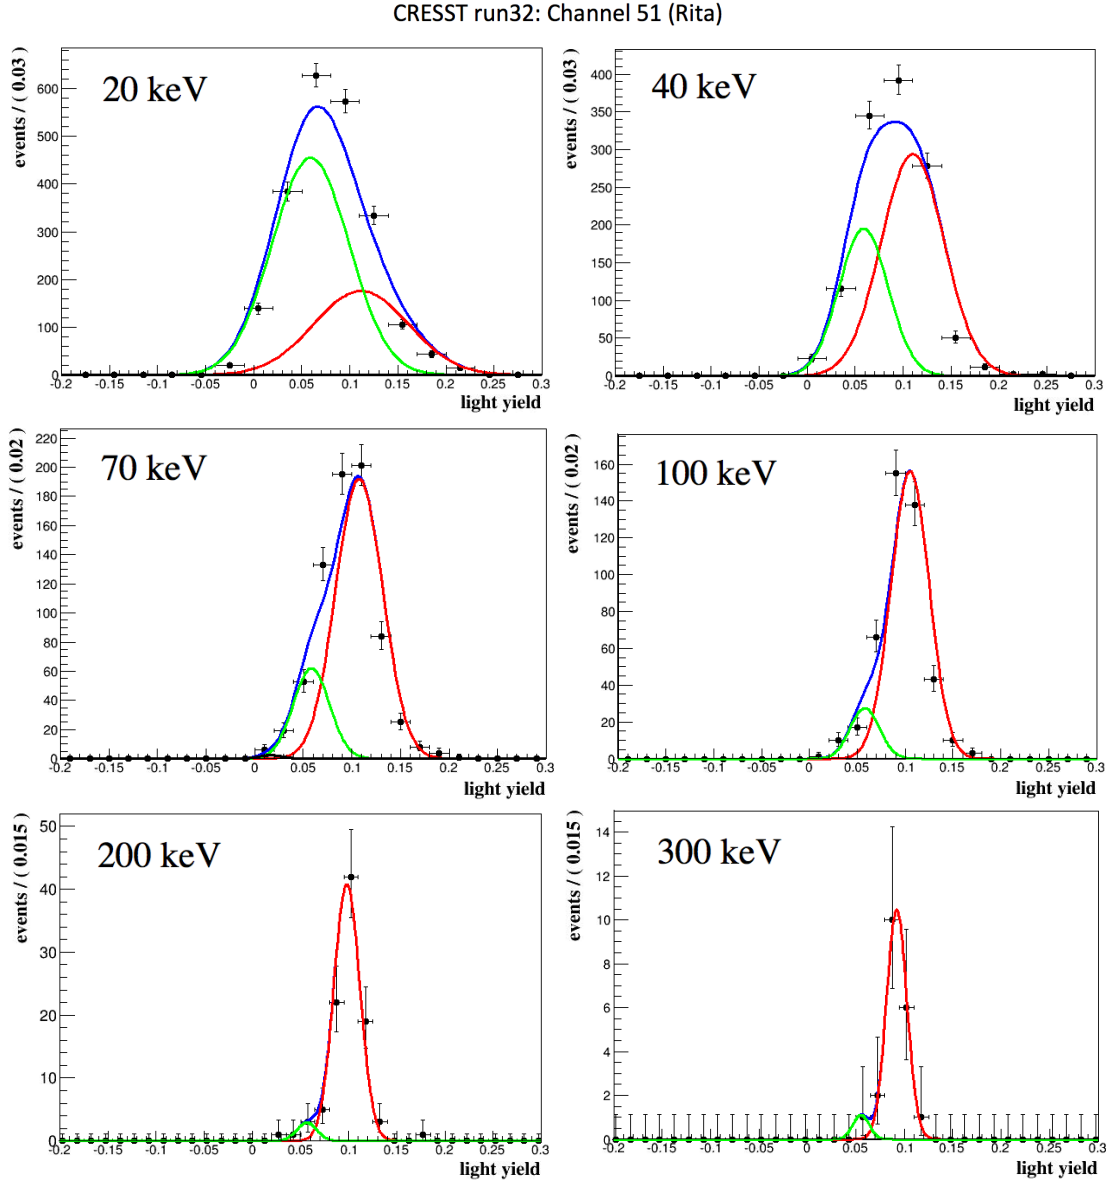 CRESST run32: Channel 51 (Rita)
20 keV
events / ( 0.03 )
600
500
400
300
200
100
0
-0.2 -0.15 -0.1 -0.05 0 0.05 0.1 0.15 0.2 0.25 0.3
light yield
40 keV
events / ( 0.03 )
400
350
300
250
200
150
100
50
0
-0.2 -0.15 -0.1 -0.05 0 0.05 0.1 0.15 0.2 0.25 0.3
light yield
70 keV
events / ( 0.02 )
220
200
180
160
140
120
100
80
60
40
20
0
-0.2 -0.15 -0.1 -0.05 0 0.05 0.1 0.15 0.2 0.25 0.3
light yield
100 keV
events / ( 0.02 )
160
140
120
100
80
60
40
20
0
-0.2 -0.15 -0.1 -0.05 0 0.05 0.1 0.15 0.2 0.25 0.3
light yield
200 keV
events / ( 0.015 )
50
40
30
20
10
0
-0.2 -0.15 -0.1 -0.05 0 0.05 0.1 0.15 0.2 0.25 0.3
light yield
300 keV
events / ( 0.015 )
14
12
10
8
6
4
2
0
-0.2 -0.15 -0.1 -0.05 0 0.05 0.1 0.15 0.2 0.25 0.3
light yield